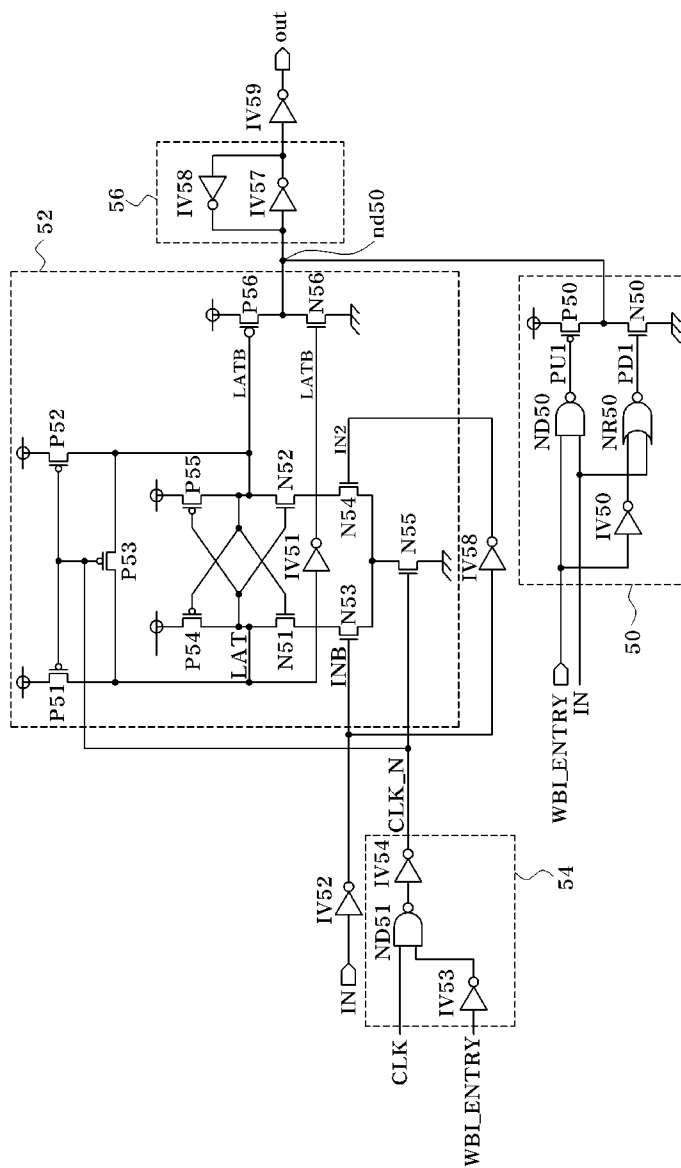 52
P51
P52
P53
P54
P55
LAT
N51
N52
LATB
P56
LATB
N56
IV51
INB
N53
N54
IN2
N55
IV58
56
IV58
IV57
IV59
out
nd50
IN
IV52
CLK_N
CLK
WBI_ENTRY
IV53
ND51
IV54
54
WBI_ENTRY
IN
50
IV50
ND50
NR50
PU1
PD1
P50
N50